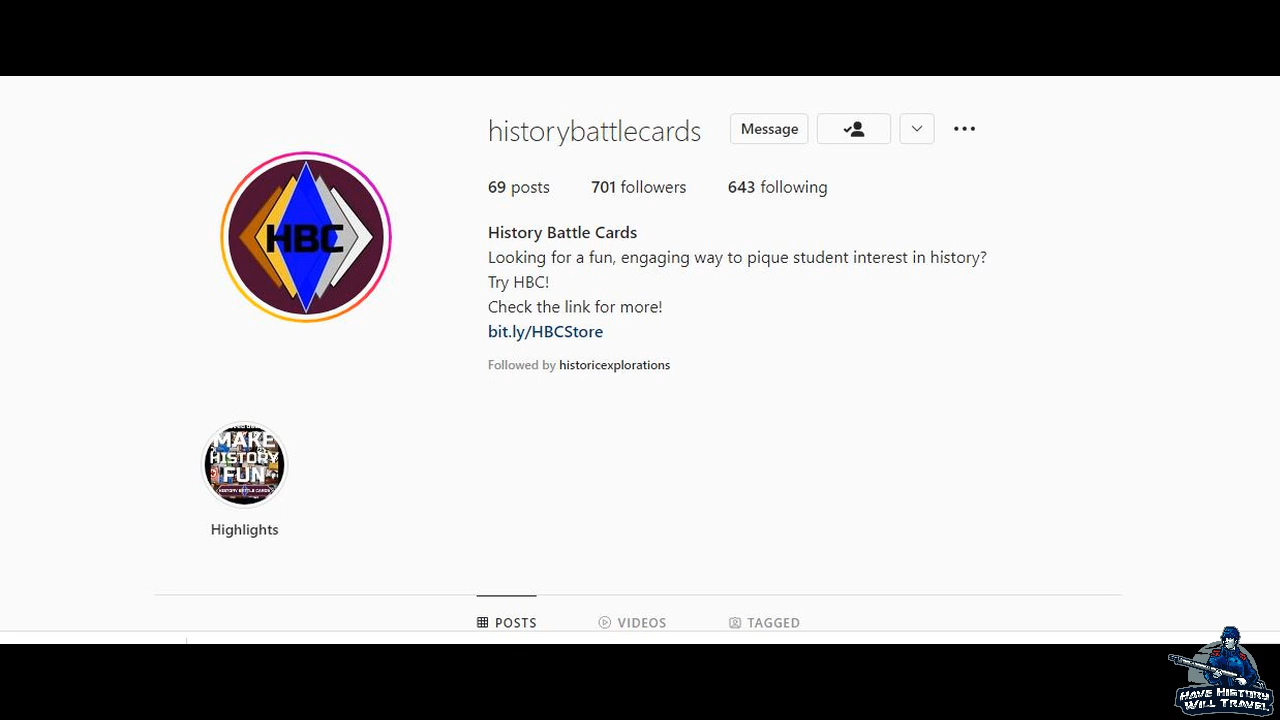 historybattlecards
Message
69 posts 701 followers 643 following
History Battle Cards
Looking for a fun, engaging way to pique student interest in history?
Try HBC!
Check the link for more!
bit.ly/HBCStore
Followed by historicexplorations
HBC
MAKE
HISTORY
FUN
HISTORY BATTLE CARDS
Highlights
POSTS VIDEOS TAGGED
HAVE HISTORY
WILL TRAVEL